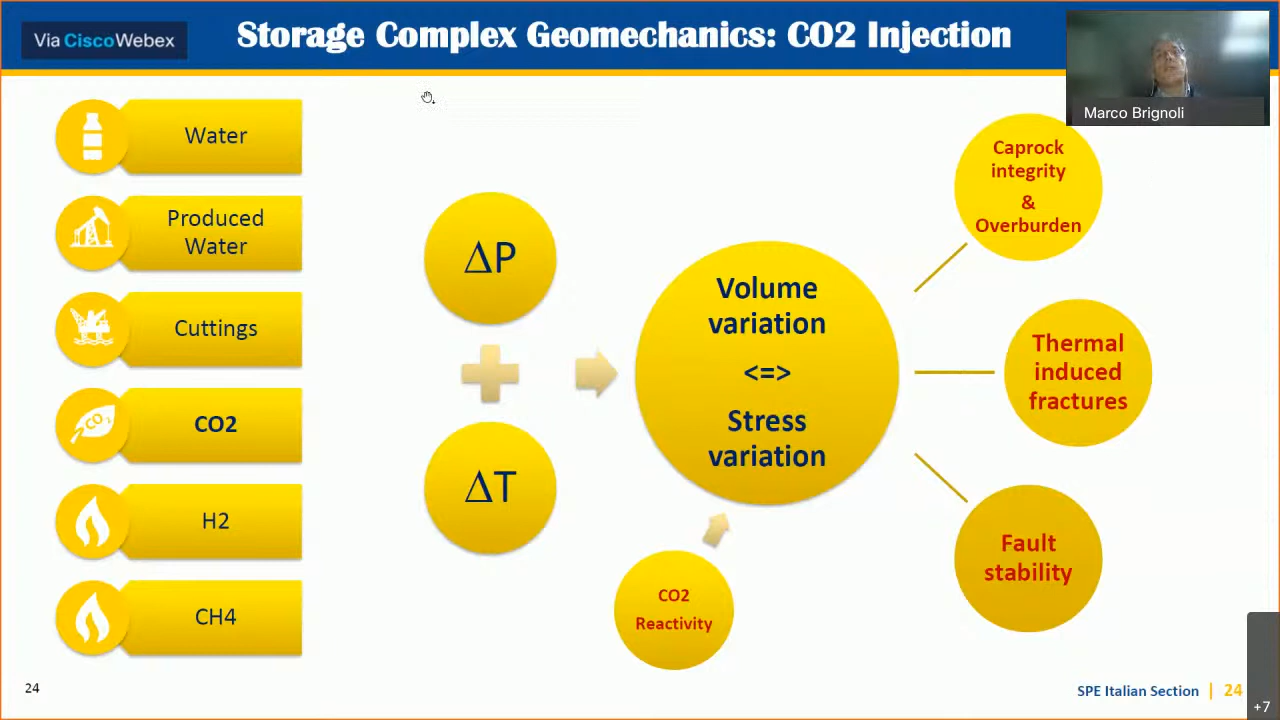 Via CiscoWebex
Storage Complex Geomechanics: CO2 Injection
Marco Brignoli
Water
Produced
Water
Cuttings
CO2
CO2
H2
CH4
ΔP
ΔT
Volume
variation
<=>
Stress
variation
CO2
Reactivity
Caprock
integrity
&
Overburden
Thermal
induced
fractures
Fault
stability
24
SPE Italian Section | 24
+7